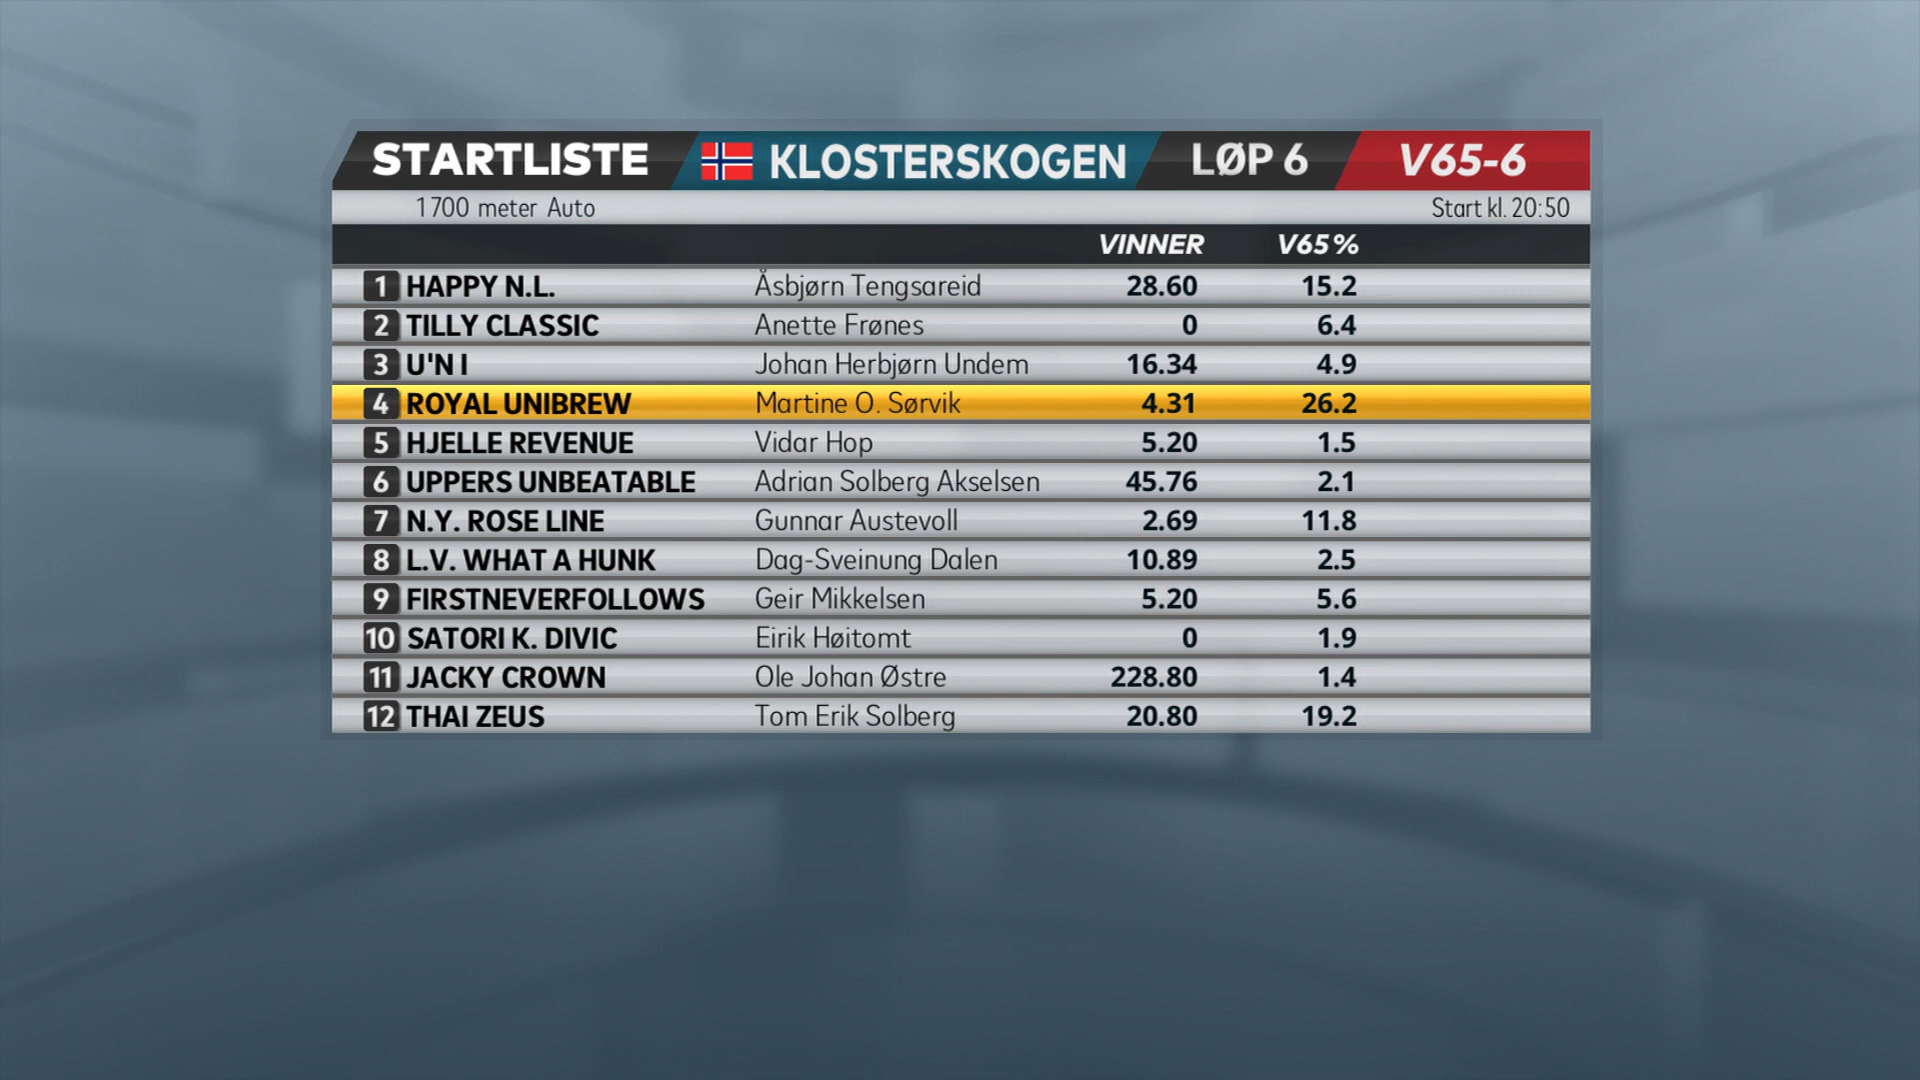 STARTLISTE KLOSTERSKOGEN LØP 6 V65-6
1700 meter Auto Start kl. 20:50
VINNER V65%
1 HAPPY N.L. Åsbjørn Tengsareid 28.60 15.2
2 TILLY CLASSIC Anette Frønes 0 6.4
3 U'N I Johan Herbjørn Undem 16.34 4.9
4 ROYAL UNIBREW Martine O. Sørvik 4.31 26.2
5 HJELLE REVENUE Vidar Hop 5.20 1.5
6 UPPERS UNBEATABLE Adrian Solberg Akselsen 45.76 2.1
7 N.Y. ROSE LINE Gunnar Austevoll 2.69 11.8
8 L.V. WHAT A HUNK Dag-Sveinung Dalen 10.89 2.5
9 FIRSTNEVERFOLLOWS Geir Mikkelsen 5.20 5.6
10 SATORI K. DIVIC Eirik Høitomt 0 1.9
11 JACKY CROWN Ole Johan Østre 228.80 1.4
12 THAI ZEUS Tom Erik Solberg 20.80 19.2